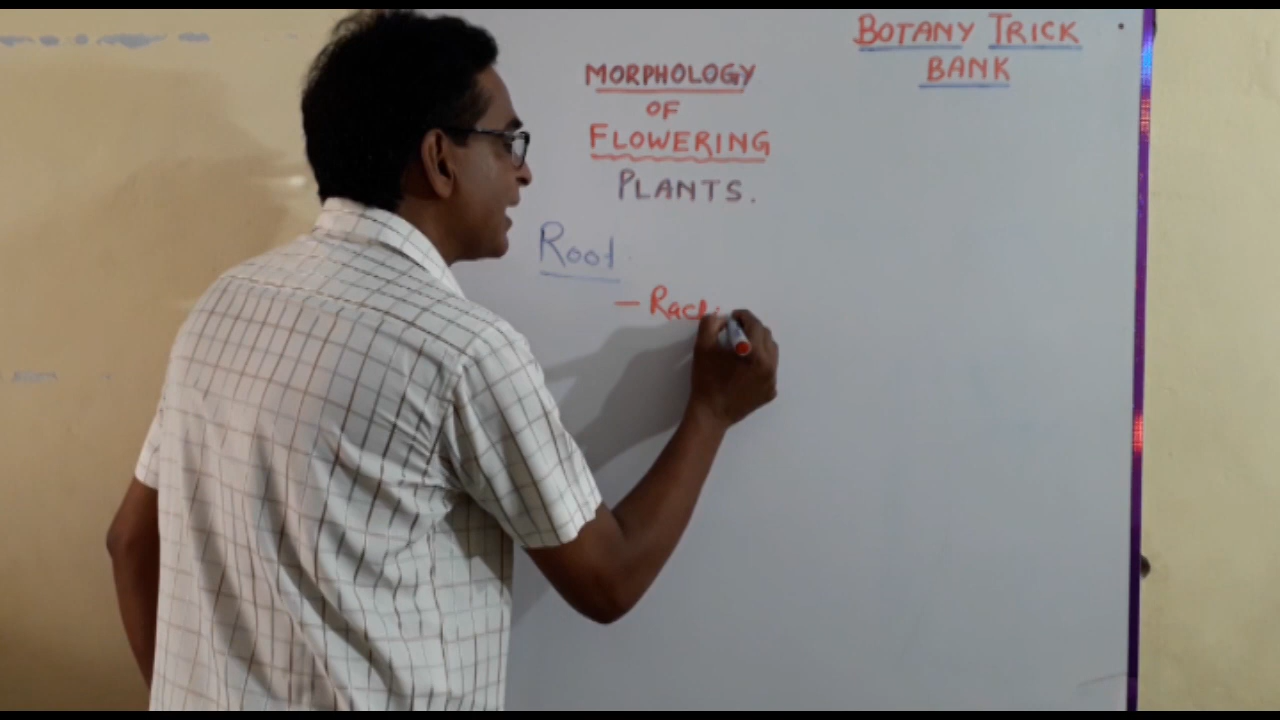 BOTANY TRICK
BANK
MORPHOLOGY
OF
FLOWERING
PLANTS.
Root